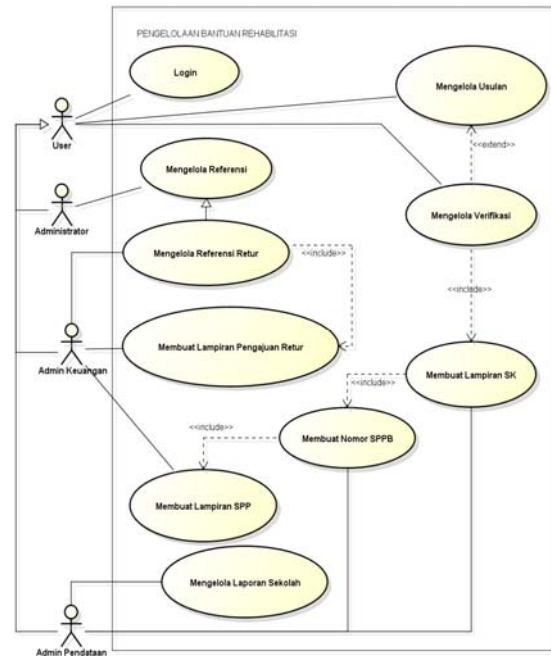 PENGELOLAAN BANTUAN REHABILITASI
Login
Mengelola Usulan
User
<<extend>>
Mengelola Referensi
Mengelola Verifikasi
Administrator
Mengelola Referensi Retur
<<include>>
<<include>>
Membuat Lampiran Pengajuan Retur
Admin Keuangan
Membuat Lampiran SK
<<include>>
<<include>>
Membuat Nomor SPPB
Membuat Lampiran SPP
Mengelola Laporan Sekolah
Admin Pendataan